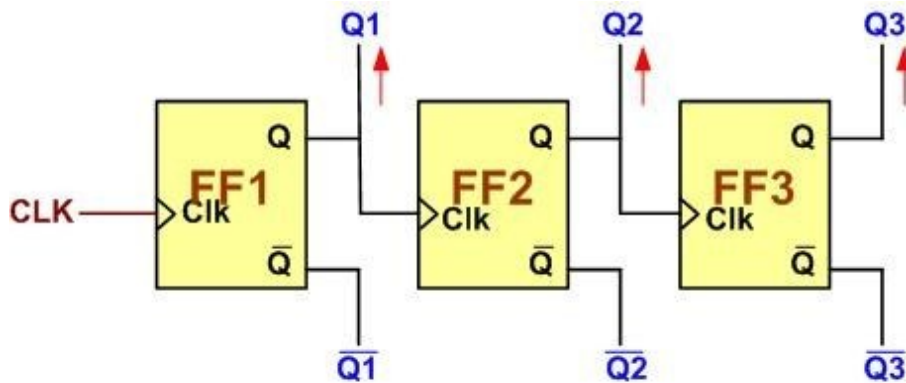 Q1 Q2 Q3
Q Q Q
FF1 FF2 FF3
CLK Clk Clk Clk
Q̅ Q̅ Q̅
Q̅1̅ Q̅2̅ Q̅3̅